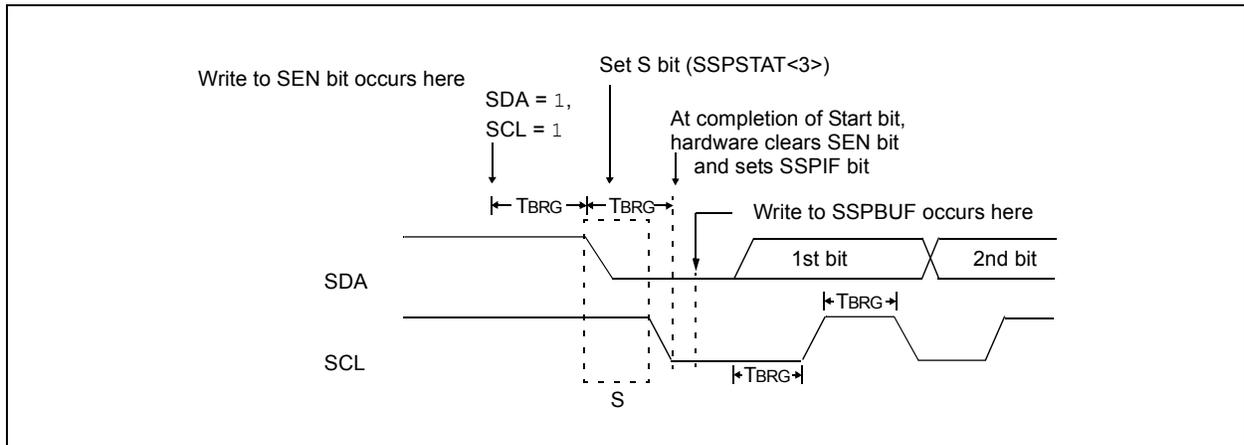 Write to SEN bit occurs here
Set S bit (SSPSTAT<3>)
SDA = 1,
SCL = 1
At completion of Start bit,
hardware clears SEN bit
and sets SSPIF bit
TBRG
TBRG
Write to SSPBUF occurs here
1st bit
2nd bit
SDA
TBRG
SCL
TBRG
S